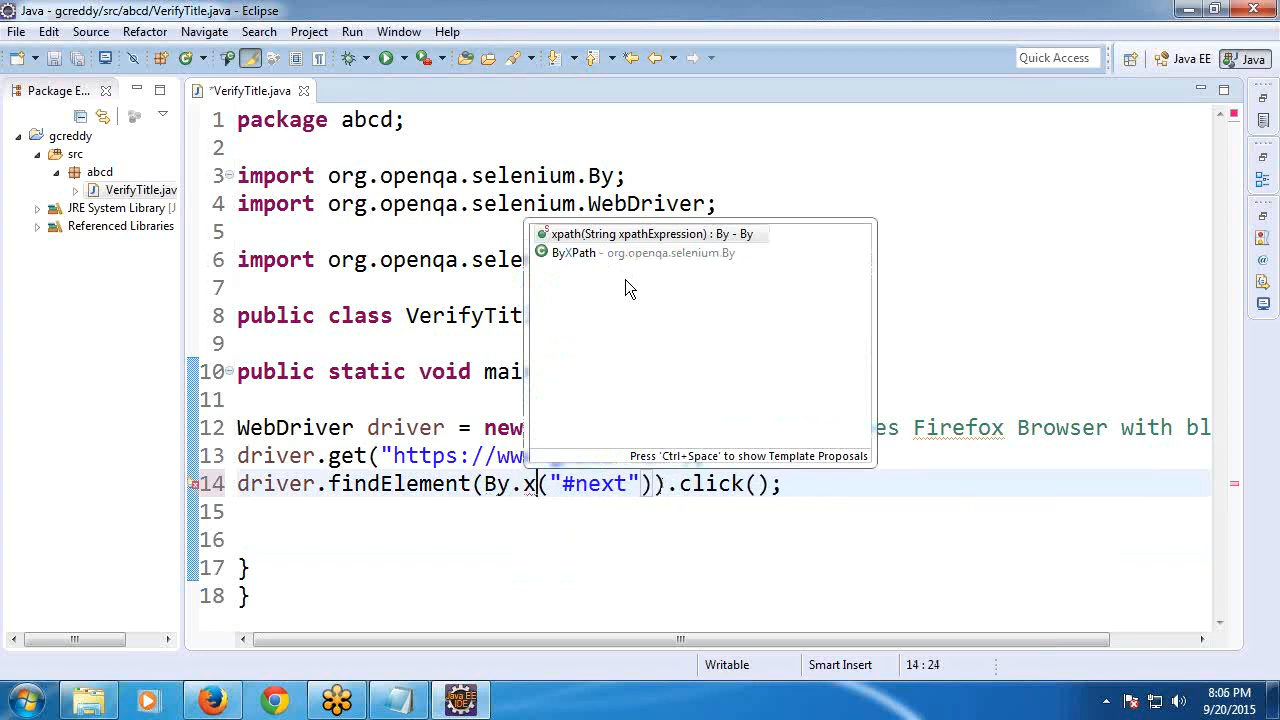 Java - gcreddy/src/abcd/VerifyTitle.java - Eclipse
File Edit Source Refactor Navigate Search Project Run Window Help
Quick Access Java EE Java
Package E... *VerifyTitle.java
gcreddy
src
abcd
VerifyTitle.jav
JRE System Library [J
Referenced Libraries
1 package abcd;
2
3 import org.openqa.selenium.By;
4 import org.openqa.selenium.WebDriver;
5
6 import org.openqa.sele
7
8 public class VerifyTit
9
10 public static void mai
11
12 WebDriver driver = new es Firefox Browser with bl
13 driver.get("https://ww
14 driver.findElement(By.x("#next")).click();
15
16
17 }
18 }
xpath(String xpathExpression) : By - By
ByXPath - org.openqa.selenium.By
Press 'Ctrl+Space' to show Template Proposals
Writable Smart Insert 14 : 24
Java EE IDE
8:06 PM
9/20/2015